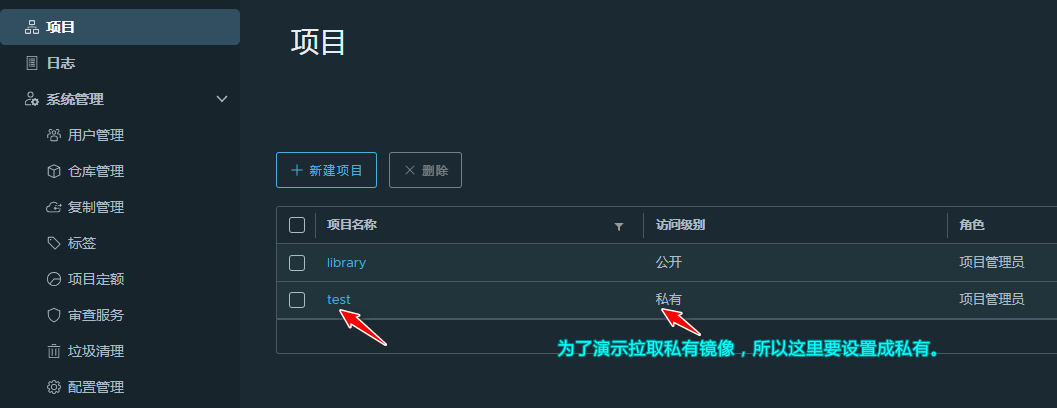 项目
日志
系统管理
用户管理
仓库管理
复制管理
标签
项目定额
审查服务
垃圾清理
配置管理
项目
新建项目
删除
项目名称 访问级别 角色
library 公开 项目管理员
test 私有 项目管理员
为了演示拉取私有镜像，所以这里要设置成私有。